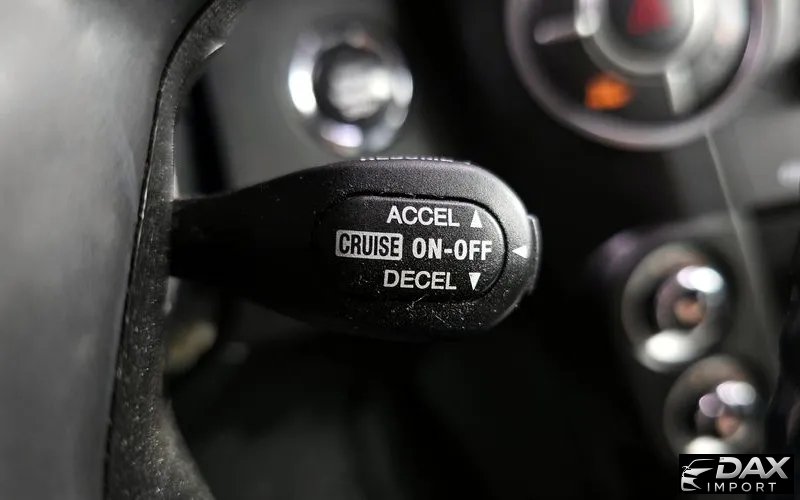 ACCEL ▲
CRUISE ON-OFF ◄
DECEL ▼
DAX
IMPORT